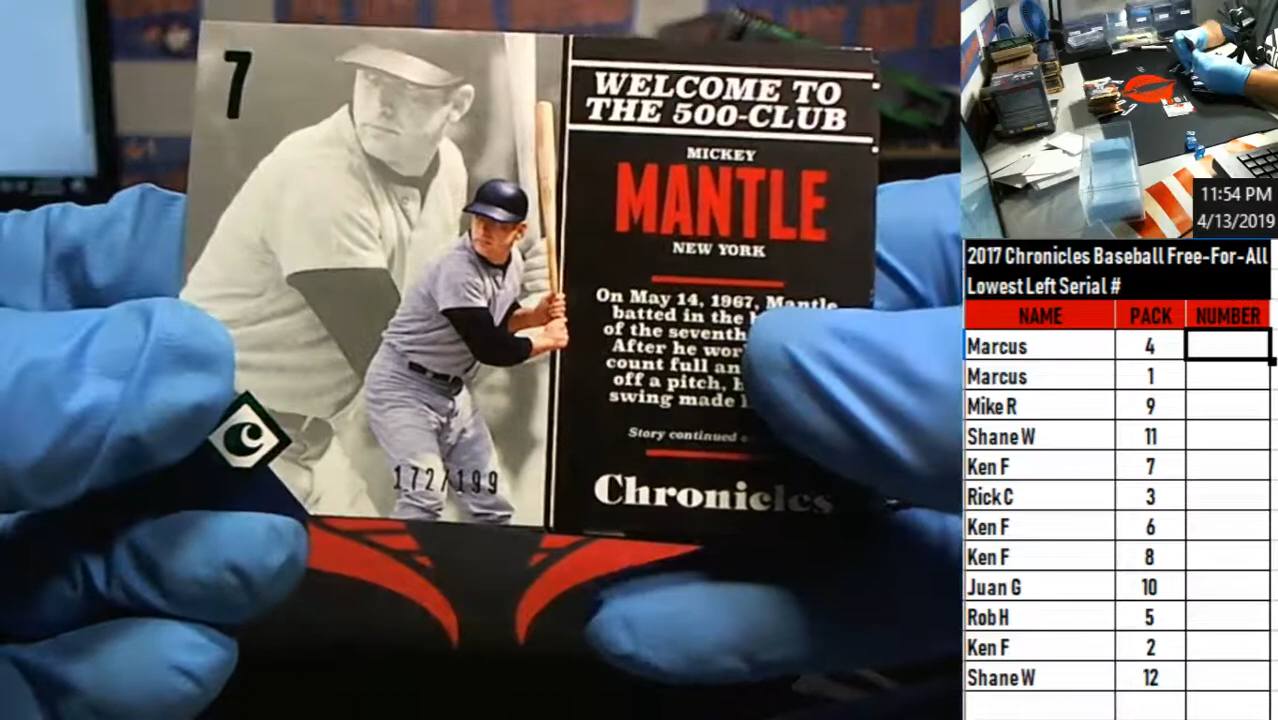 7
WELCOME TO
THE 500-CLUB
MICKEY
MANTLE
NEW YORK
On May 14, 1967, Mantle
batted in the
of the seventh
After he
count full
off a pitch,
swing made
Story continued
172/199
Chronicles
C
11:54 PM
4/13/2019
2017 Chronicles Baseball Free-For-All
Lowest Left Serial #
NAME PACK NUMBER
Marcus 4
Marcus 1
Mike R 9
Shane W 11
Ken F 7
Rick C 3
Ken F 6
Ken F 8
Juan G 10
Rob H 5
Ken F 2
Shane W 12